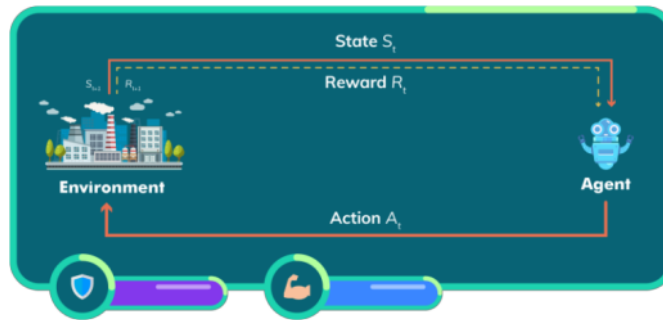 State Sₜ
Reward Rₜ
Sₜ₊₁ Rₜ₊₁
Environment
Agent
Action Aₜ